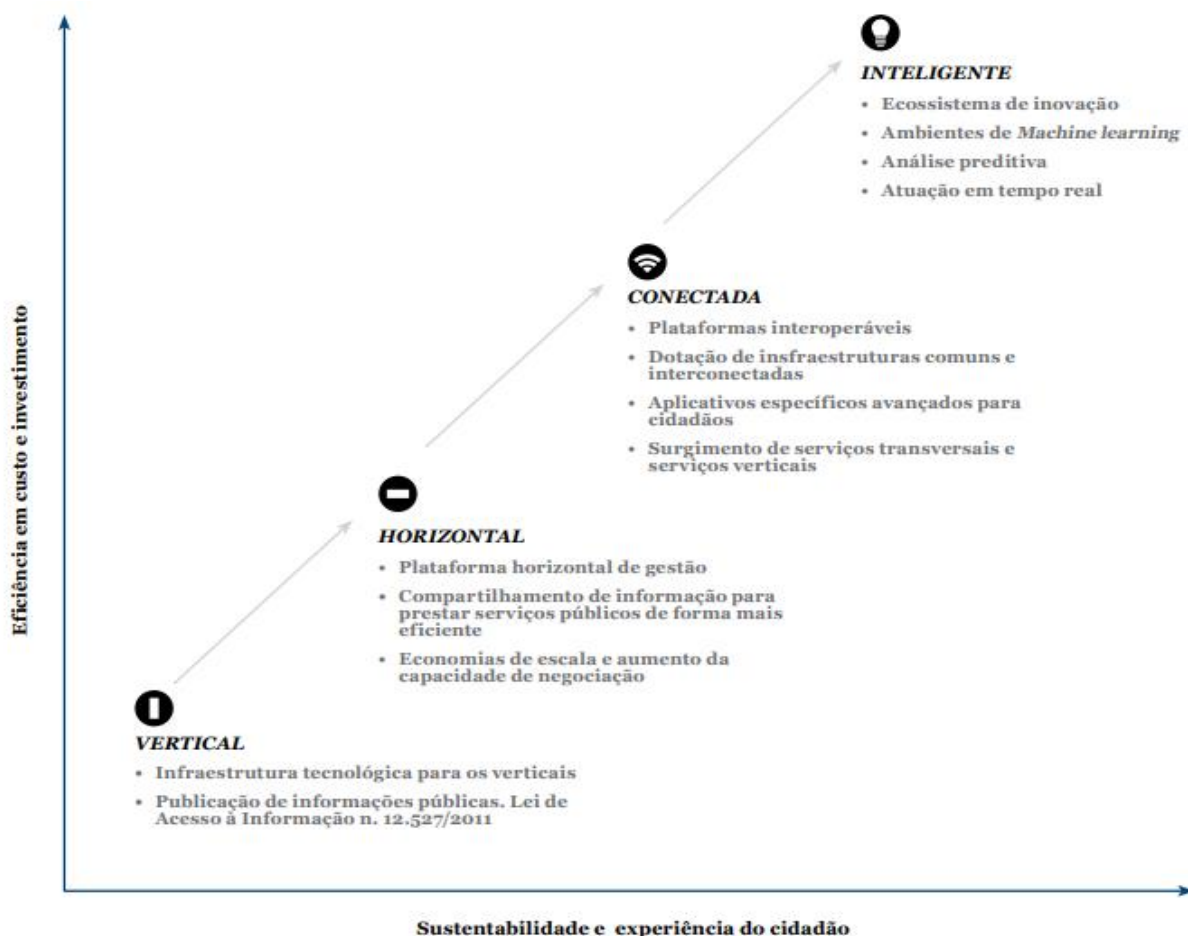 INTELIGENTE
• Ecossistema de inovação
• Ambientes de Machine learning
• Análise preditiva
• Atuação em tempo real
CONECTADA
• Plataformas interoperáveis
• Dotação de insfraestruturas comuns e
interconectadas
• Aplicativos específicos avançados para
cidadãos
• Surgimento de serviços transversais e
serviços verticais
HORIZONTAL
• Plataforma horizontal de gestão
• Compartilhamento de informação para
prestar serviços públicos de forma mais
eficiente
• Economias de escala e aumento da
capacidade de negociação
VERTICAL
• Infraestrutura tecnológica para os verticais
• Publicação de informações públicas. Lei de
Acesso à Informação n. 12.527/2011
Eficiência em custo e investimento
Sustentabilidade e experiência do cidadão